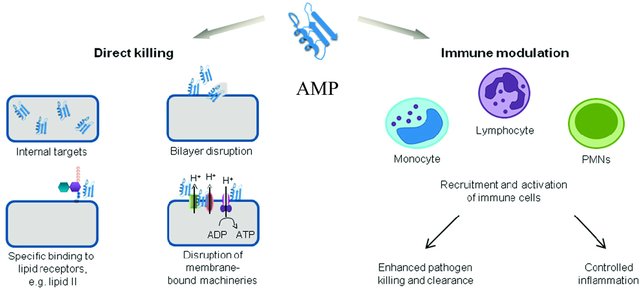 Direct killing
AMP
Immune modulation
Internal targets
Bilayer disruption
Monocyte
Lymphocyte
PMNs
Recruitment and activation
of immune cells
H+ H+ H+
ADP ATP
Specific binding to
lipid receptors,
e.g. lipid II
Disruption of
membrane-
bound machineries
Enhanced pathogen
killing and clearance
Controlled
inflammation